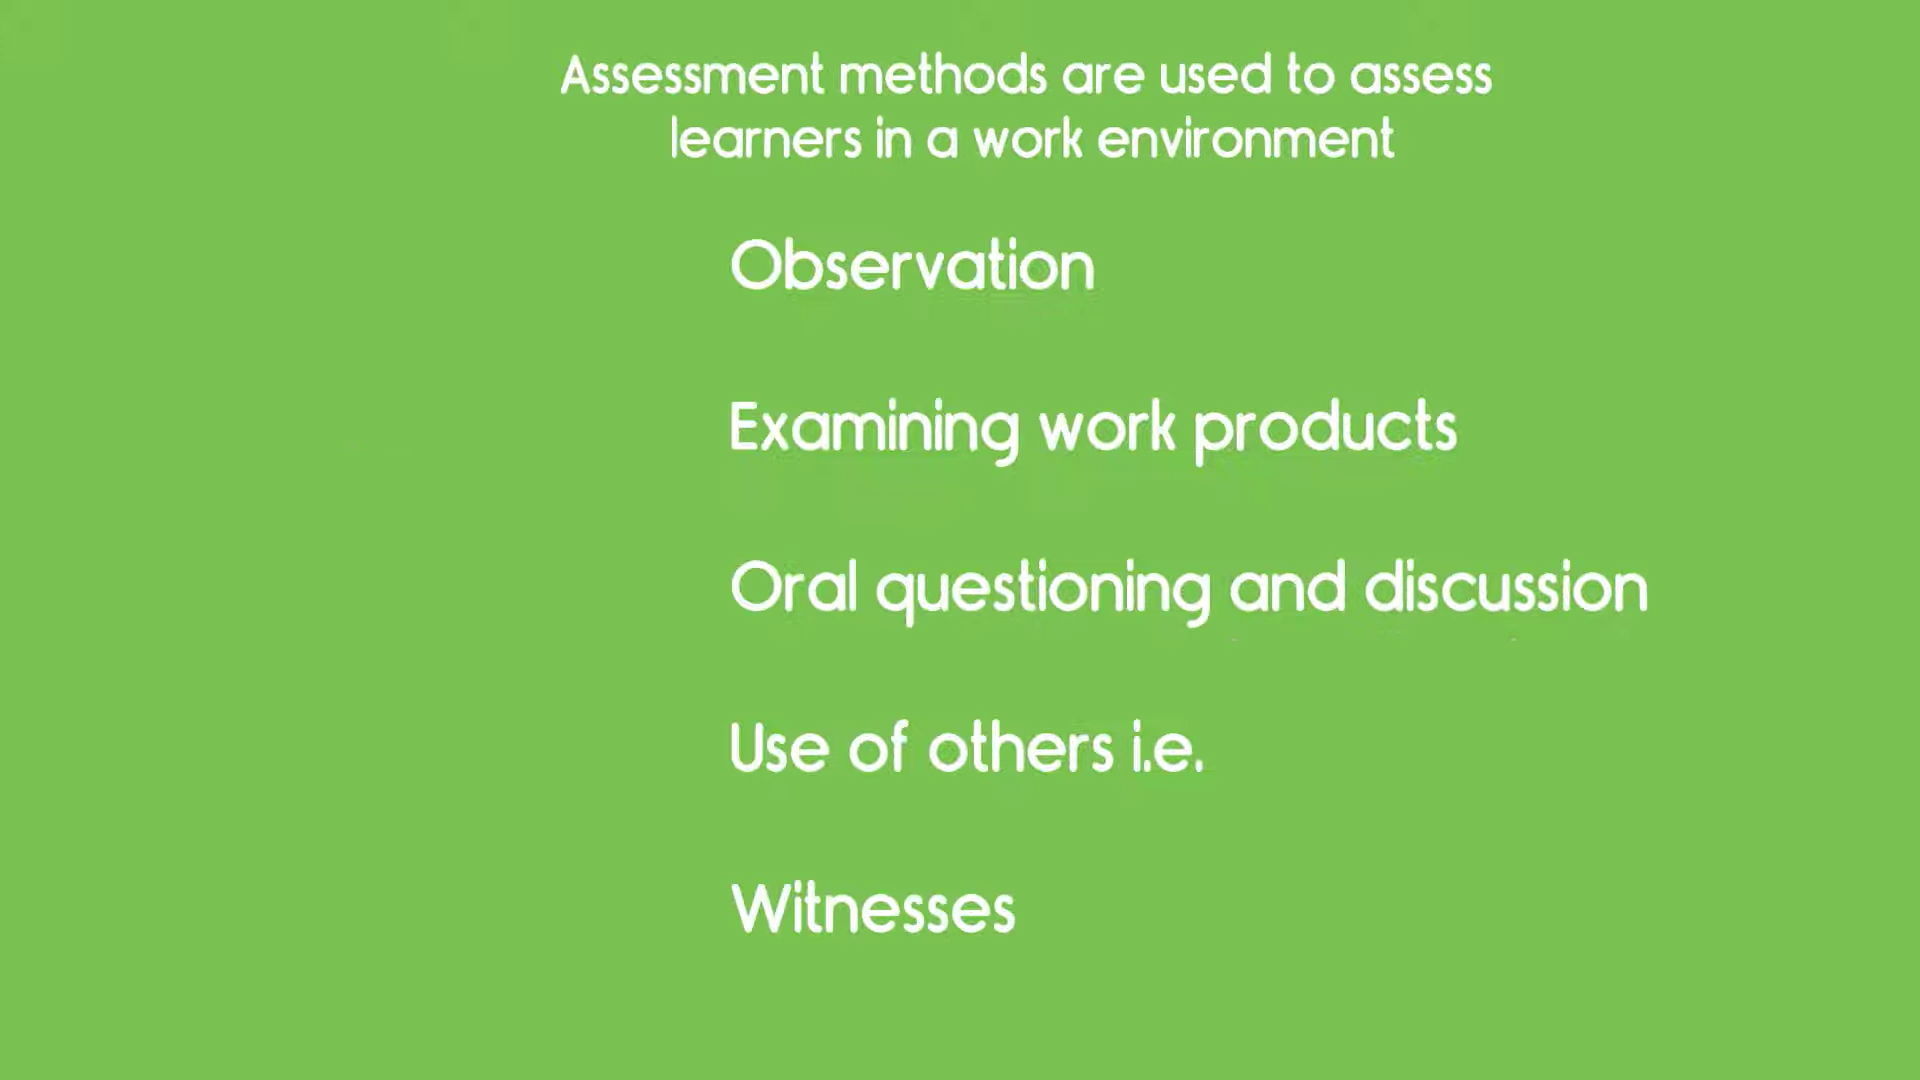 Assessment methods are used to assess
learners in a work environment
Observation
Examining work products
Oral questioning and discussion
Use of others i.e.
Witnesses